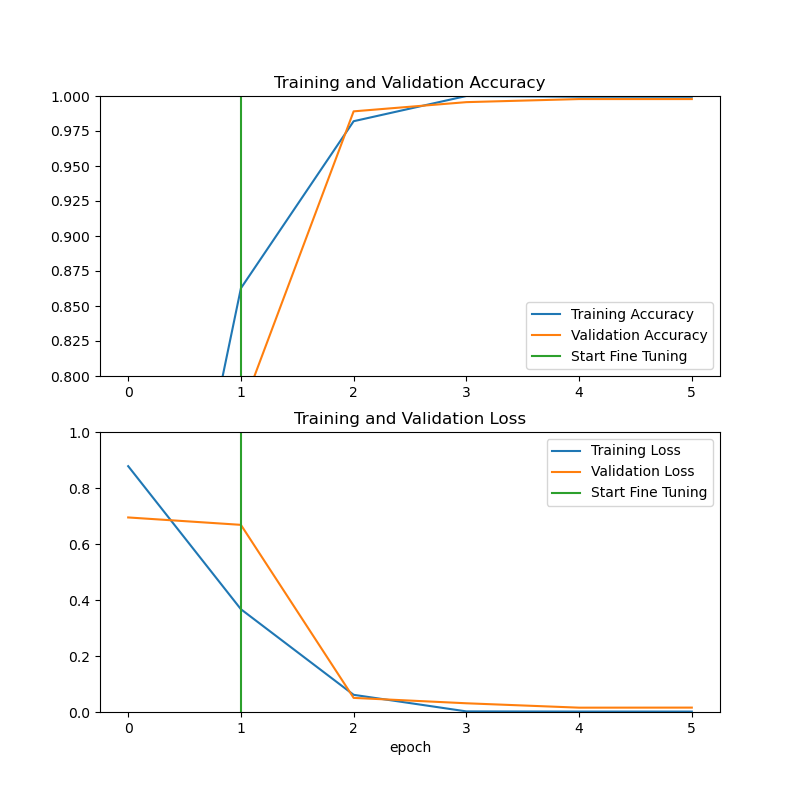 Training and Validation Accuracy
1.000
0.975
0.950
0.925
0.900
0.875
0.850
0.825
0.800
Training Accuracy
Validation Accuracy
Start Fine Tuning
0 1 2 3 4 5
Training and Validation Loss
1.0
0.8
0.6
0.4
0.2
0.0
Training Loss
Validation Loss
Start Fine Tuning
0 1 2 3 4 5
epoch